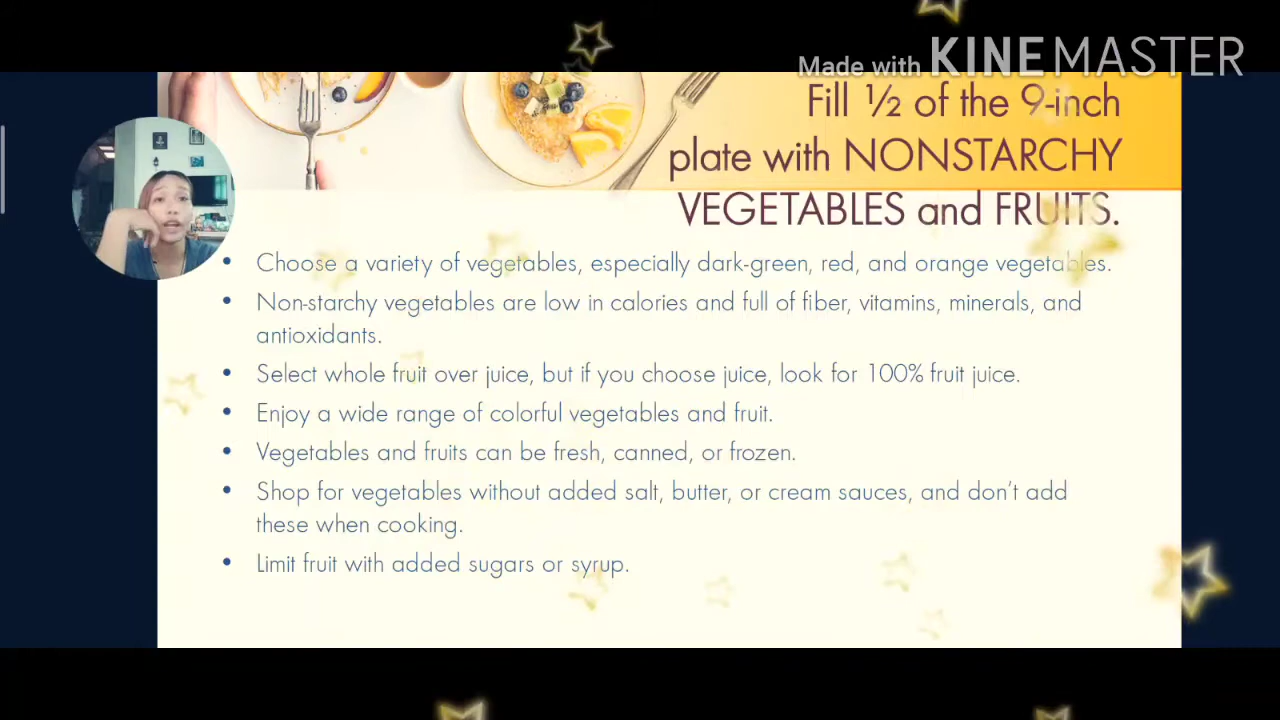 Made with KINEMASTER
Fill ½ of the 9-inch
plate with NONSTARCHY
VEGETABLES and FRUITS.
• Choose a variety of vegetables, especially dark-green, red, and orange vegetables.
• Non-starchy vegetables are low in calories and full of fiber, vitamins, minerals, and
antioxidants.
• Select whole fruit over juice, but if you choose juice, look for 100% fruit juice.
• Enjoy a wide range of colorful vegetables and fruit.
• Vegetables and fruits can be fresh, canned, or frozen.
• Shop for vegetables without added salt, butter, or cream sauces, and don’t add
these when cooking.
• Limit fruit with added sugars or syrup.